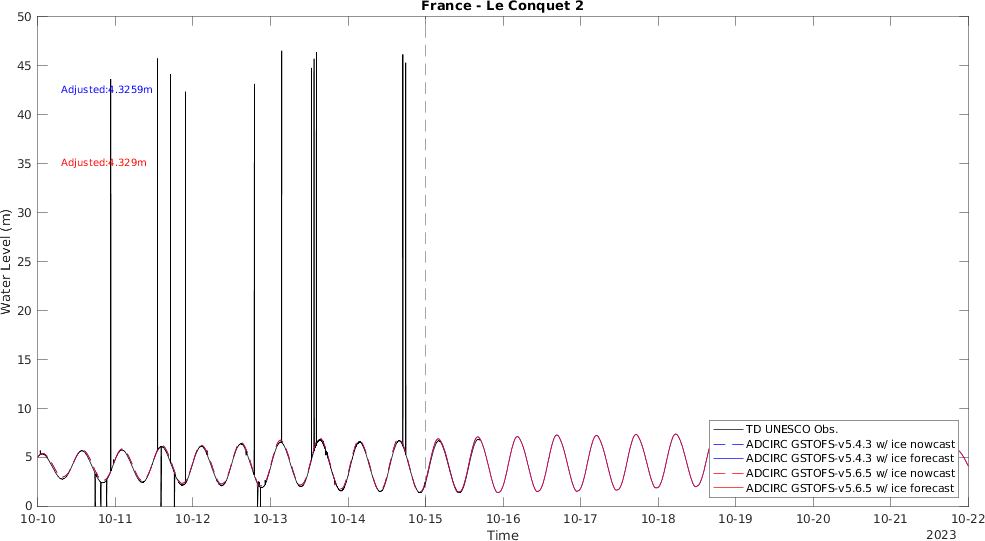 France - Le Conquet 2
50
45
40
35
30
25
20
15
10
5
0
Water Level (m)
Adjusted:4.3259m
Adjusted:4.329m
TD UNESCO Obs.
ADCIRC GSTOFS-v5.4.3 w/ ice nowcast
ADCIRC GSTOFS-v5.4.3 w/ ice forecast
ADCIRC GSTOFS-v5.6.5 w/ ice nowcast
ADCIRC GSTOFS-v5.6.5 w/ ice forecast
10-10 10-11 10-12 10-13 10-14 10-15 10-16 10-17 10-18 10-19 10-20 10-21 10-22
Time
2023